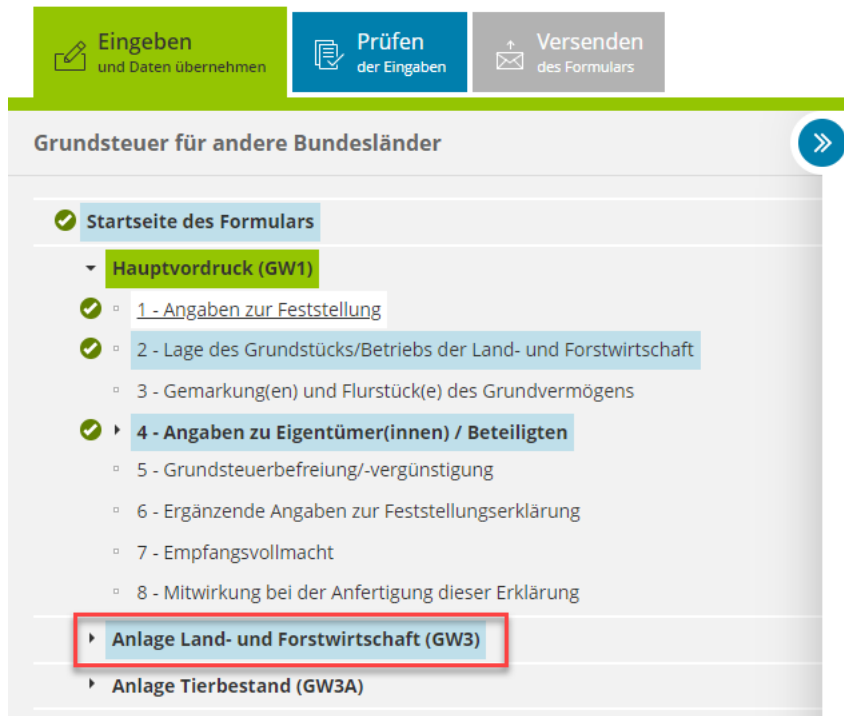 Eingeben
und Daten übernehmen
Prüfen
der Eingaben
Versenden
des Formulars
Grundsteuer für andere Bundesländer
Startseite des Formulars
Hauptvordruck (GW1)
1 - Angaben zur Feststellung
2 - Lage des Grundstücks/Betriebs der Land- und Forstwirtschaft
3 - Gemarkung(en) und Flurstück(e) des Grundvermögens
4 - Angaben zu Eigentümer(innen) / Beteiligten
5 - Grundsteuerbefreiung/-vergünstigung
6 - Ergänzende Angaben zur Feststellungserklärung
7 - Empfangsvollmacht
8 - Mitwirkung bei der Anfertigung dieser Erklärung
Anlage Land- und Forstwirtschaft (GW3)
Anlage Tierbestand (GW3A)